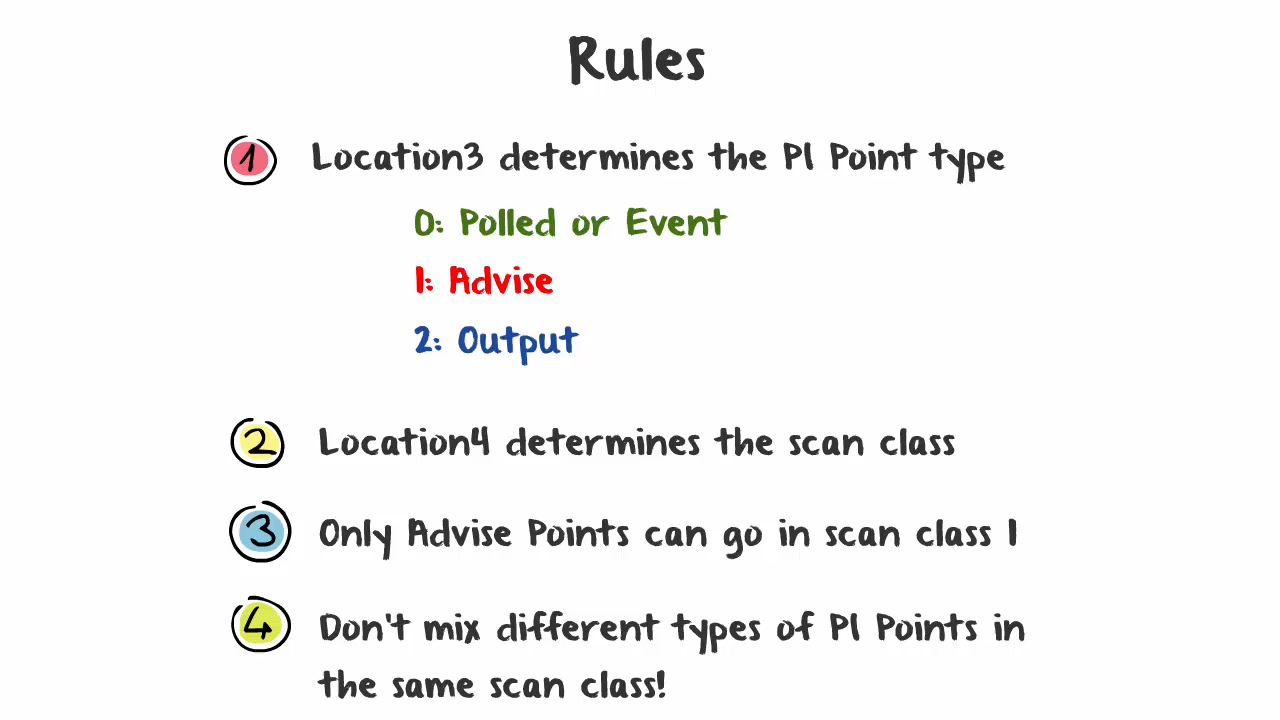 Rules
1 Location3 determines the PI Point type
0: Polled or Event
1: Advise
2: Output
2 Location4 determines the scan class
3 Only Advise Points can go in scan class 1
4 Don't mix different types of PI Points in
the same scan class!